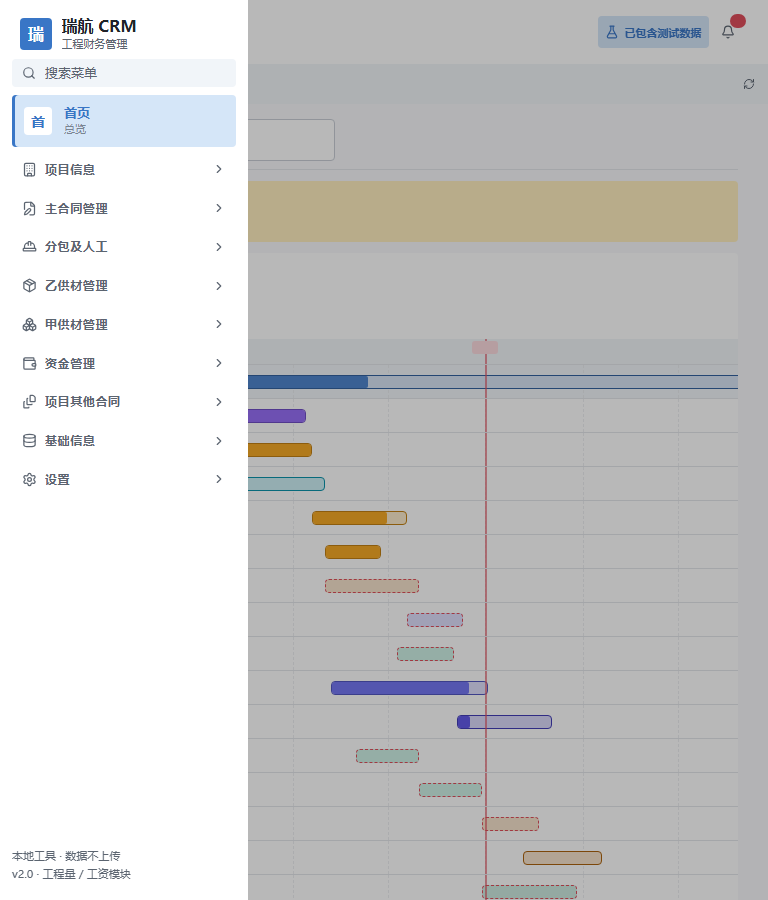 瑞
瑞航 CRM
工程财务管理
搜索菜单
首
首页
总览
项目信息
主合同管理
分包及人工
乙供材管理
甲供材管理
资金管理
项目其他合同
基础信息
设置
本地工具 · 数据不上传
v2.0 · 工程量 / 工资模块
已包含测试数据